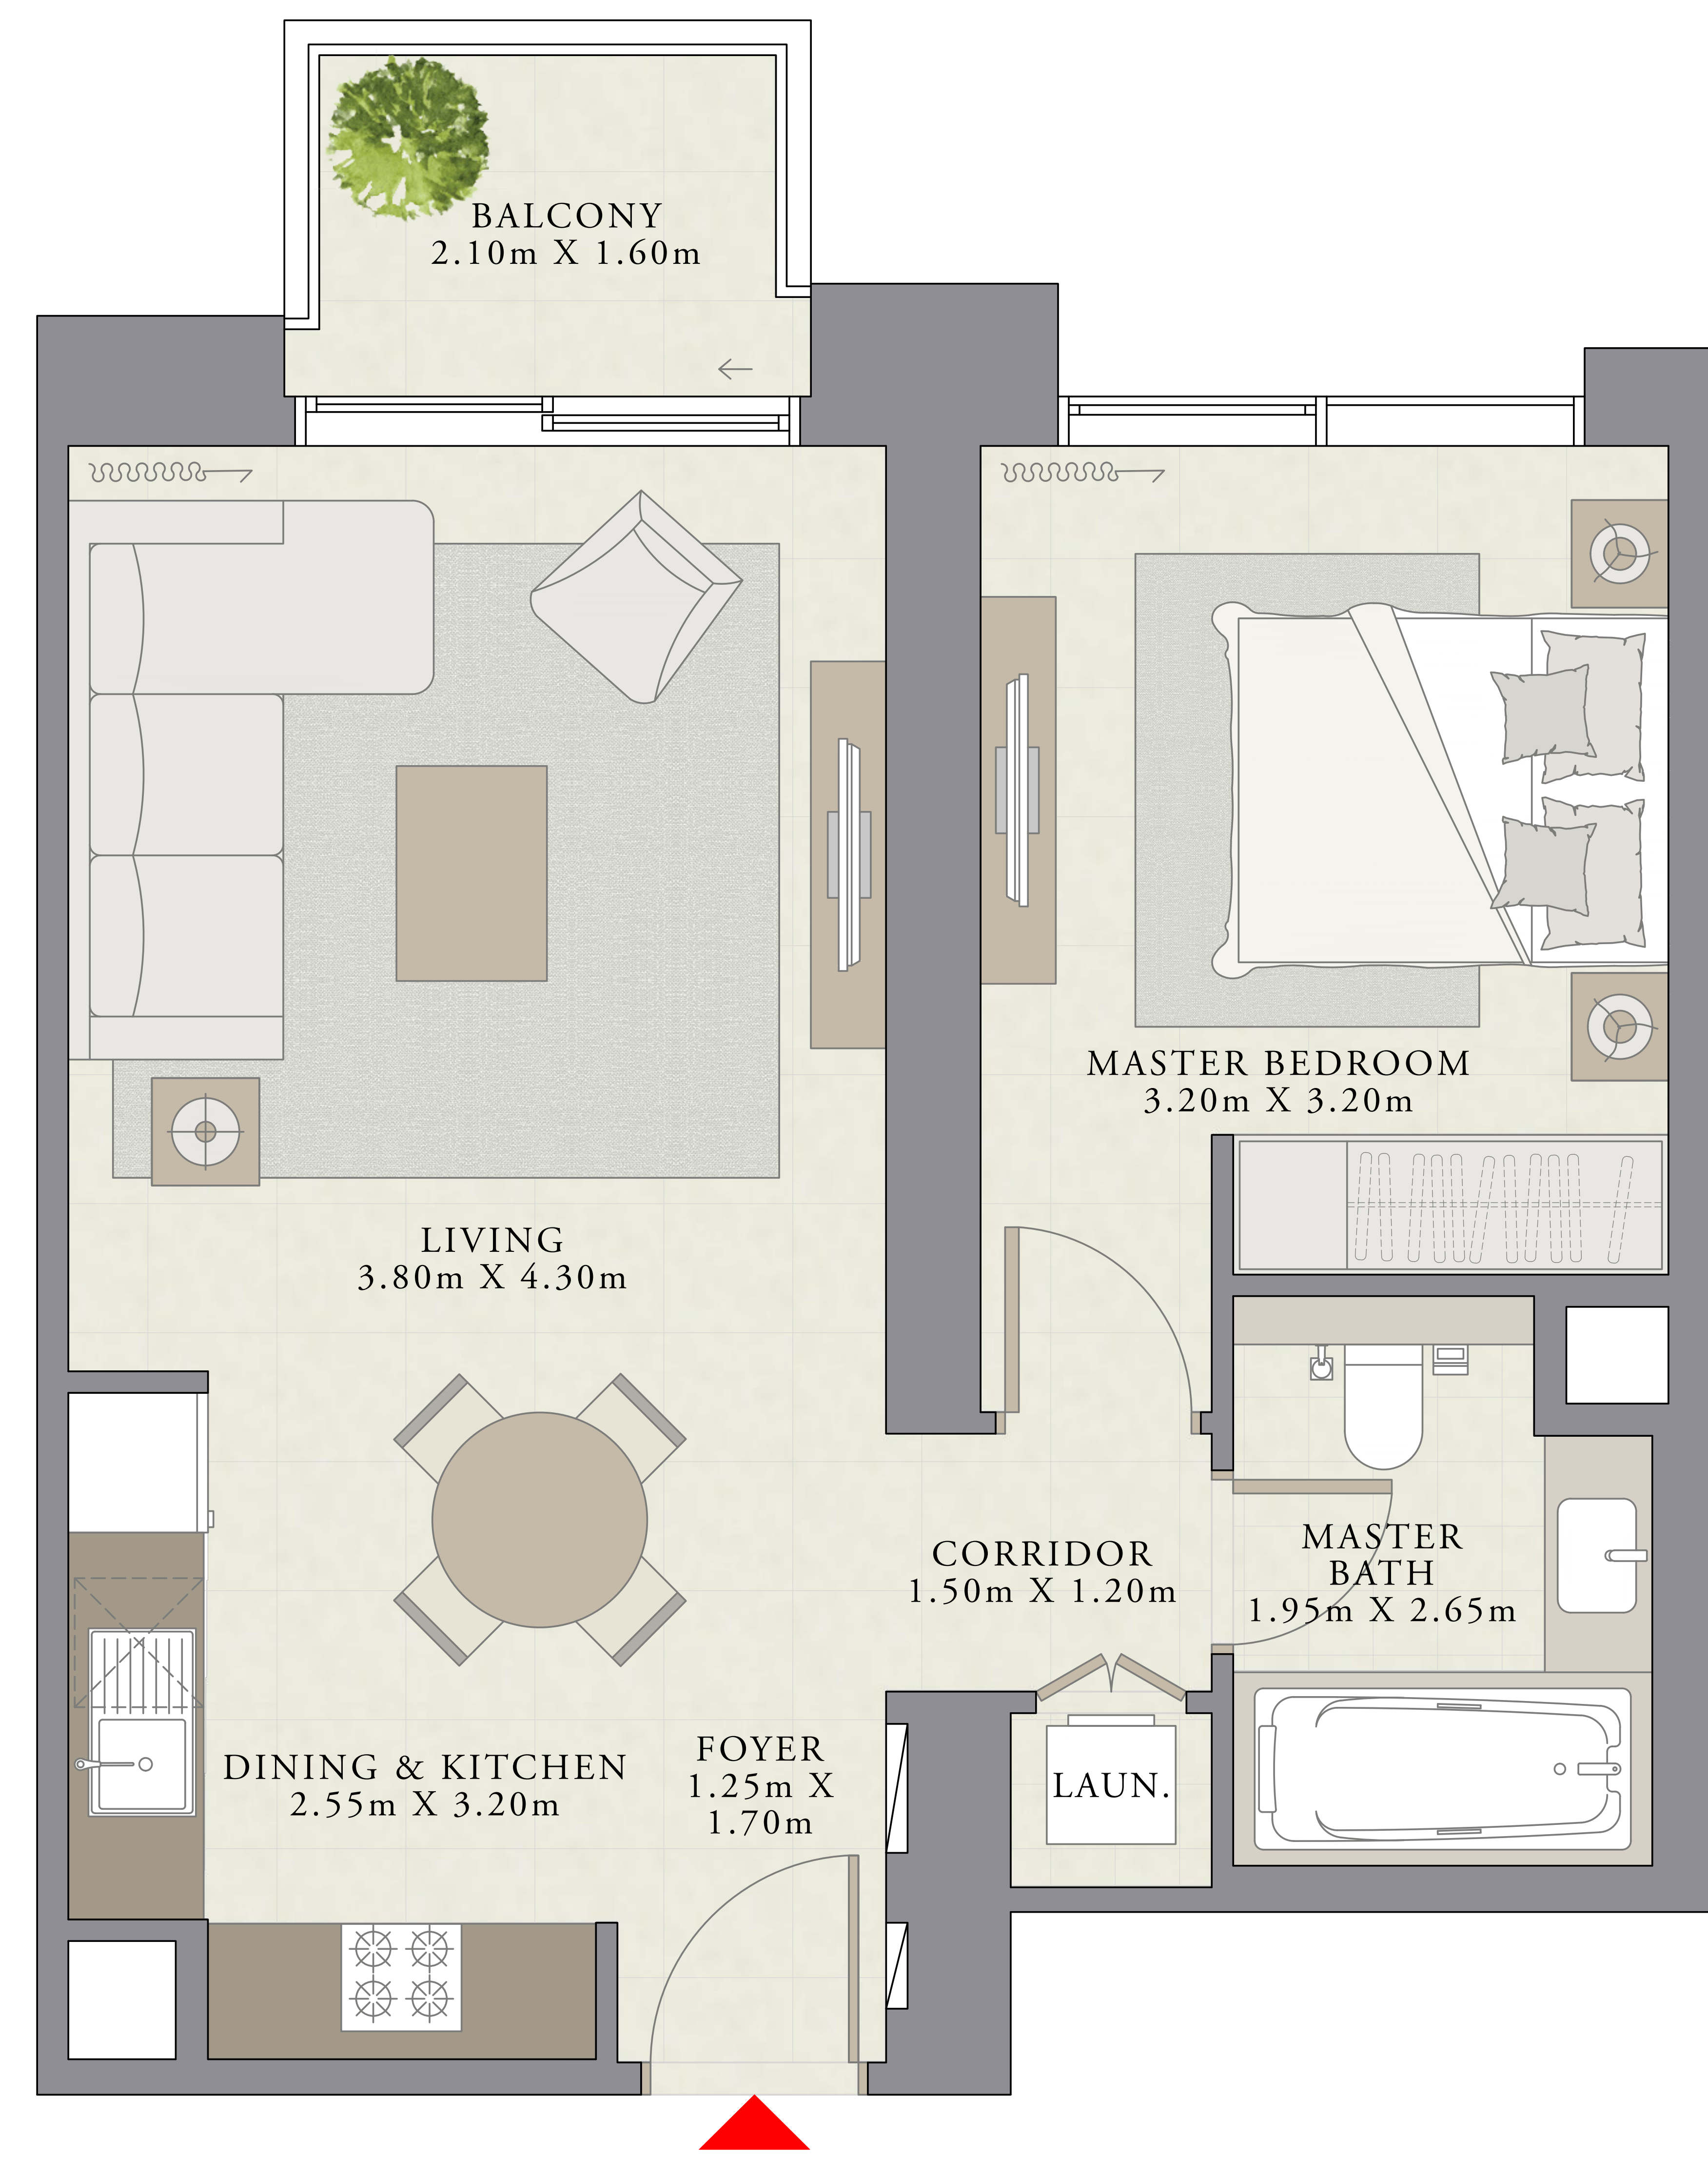 BALCONY
2.10m X 1.60m
MASTER BEDROOM
3.20m X 3.20m
LIVING
3.80m X 4.30m
CORRIDOR
1.50m X 1.20m
MASTER
BATH
1.95m X 2.65m
DINING & KITCHEN
2.55m X 3.20m
FOYER
1.25m X
1.70m
LAUN.